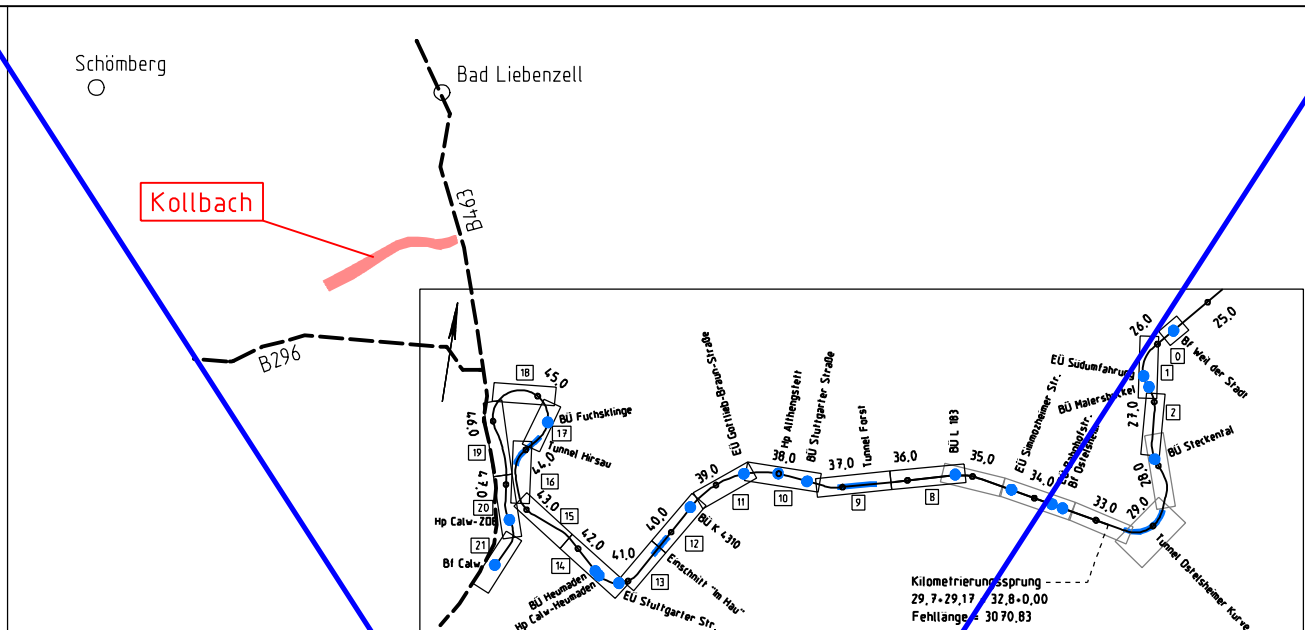 Schömberg
Bad Liebenzell
Kollbach
B463
B296
26.0
25.0
Bf Weil der Stadt
0
EÜ Südumfahrung
1
27.0
2
BÜ Steckental
28.0
29.0
Tunnel Ostelsheimer Kurve
33.0
Bf Ostelsheim
34.0
EÜ Simmozheimer Str.
35.0
BÜ L 183
8
36.0
Tunnel Forst
37.0
9
BÜ Stuttgarter Straße
Hp Althengstett
38.0
10
EÜ Gottlieb-Braun-Straße
11
39.0
BÜ K 4310
12
40.0
Einschnitt "Im Hau"
13
41.0
EÜ Stuttgarter Str.
BÜ Heumaden
Hp Calw-Heumaden
14
42.0
15
43.0
16
44.0
Tunnel Hirsau
17
BÜ Fuchsklinge
18
45.0
46.0
19
47.0
20
Hp Calw-ZOB
21
Bf Calw
Kilometrierungssprung
29,7+29,17 = 32,8+0,00
Fehllänge = 3070,83